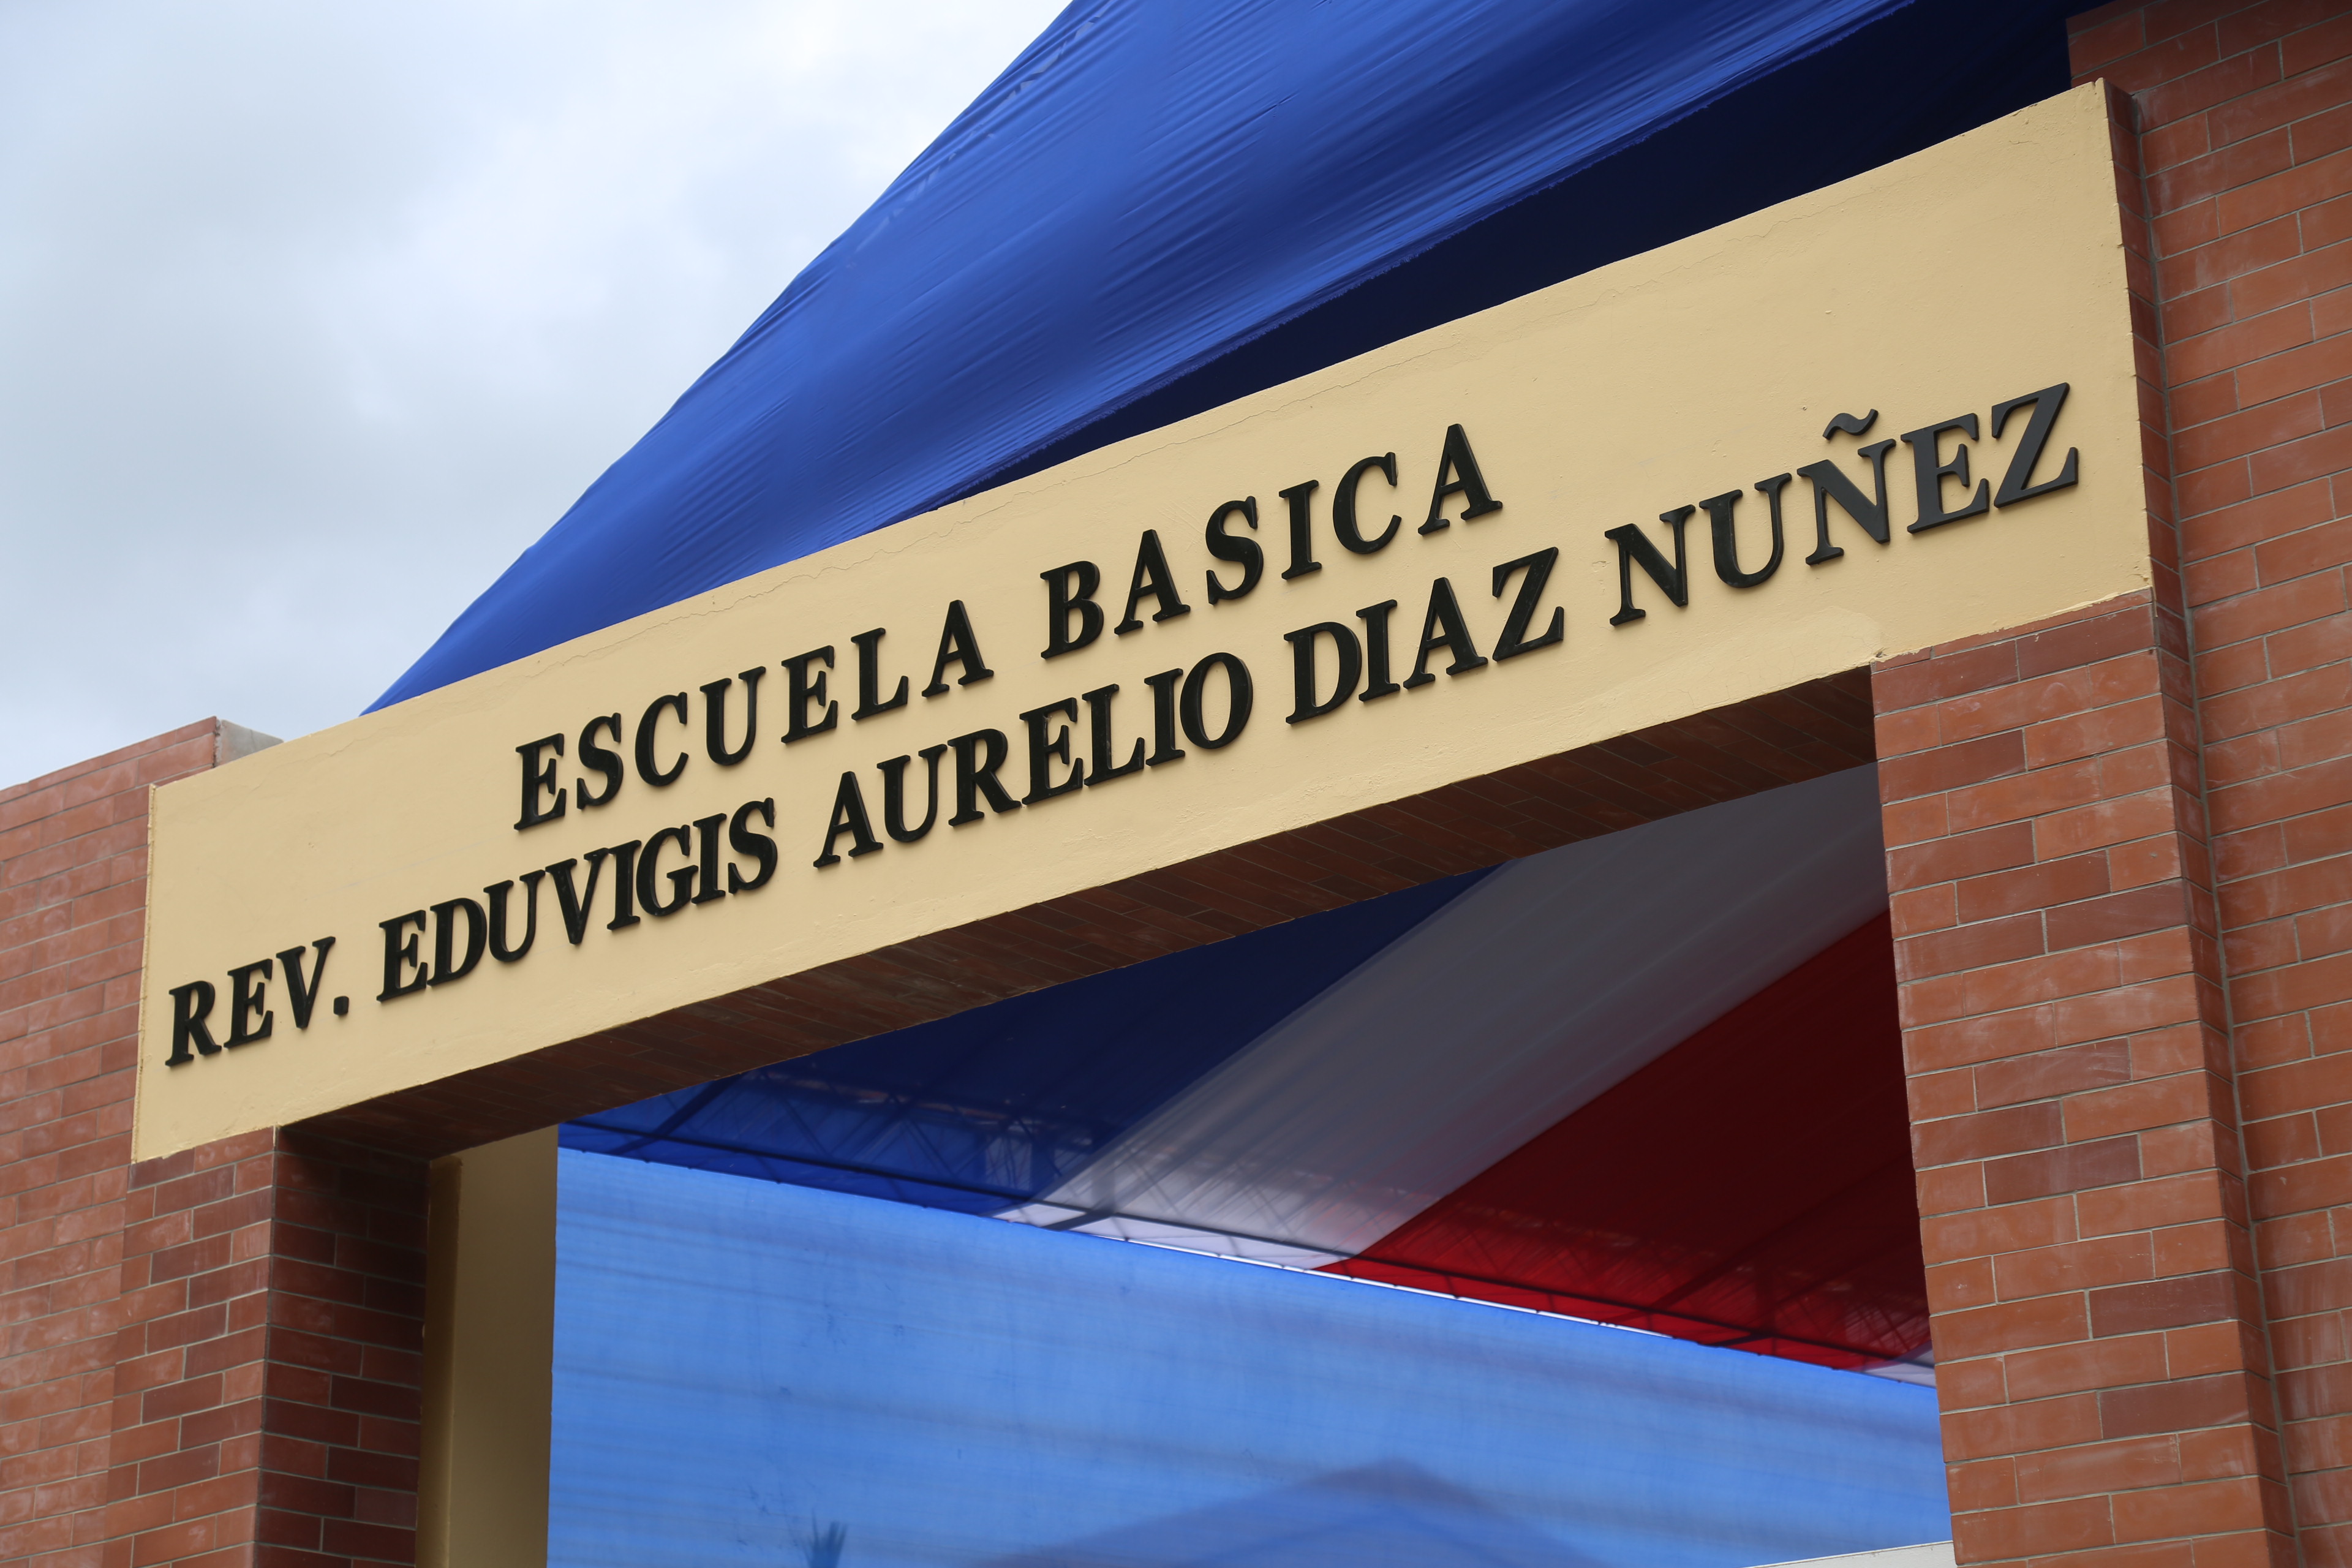 ESCUELA BASICA
REV. EDUVIGIS AURELIO DIAZ NUÑEZ